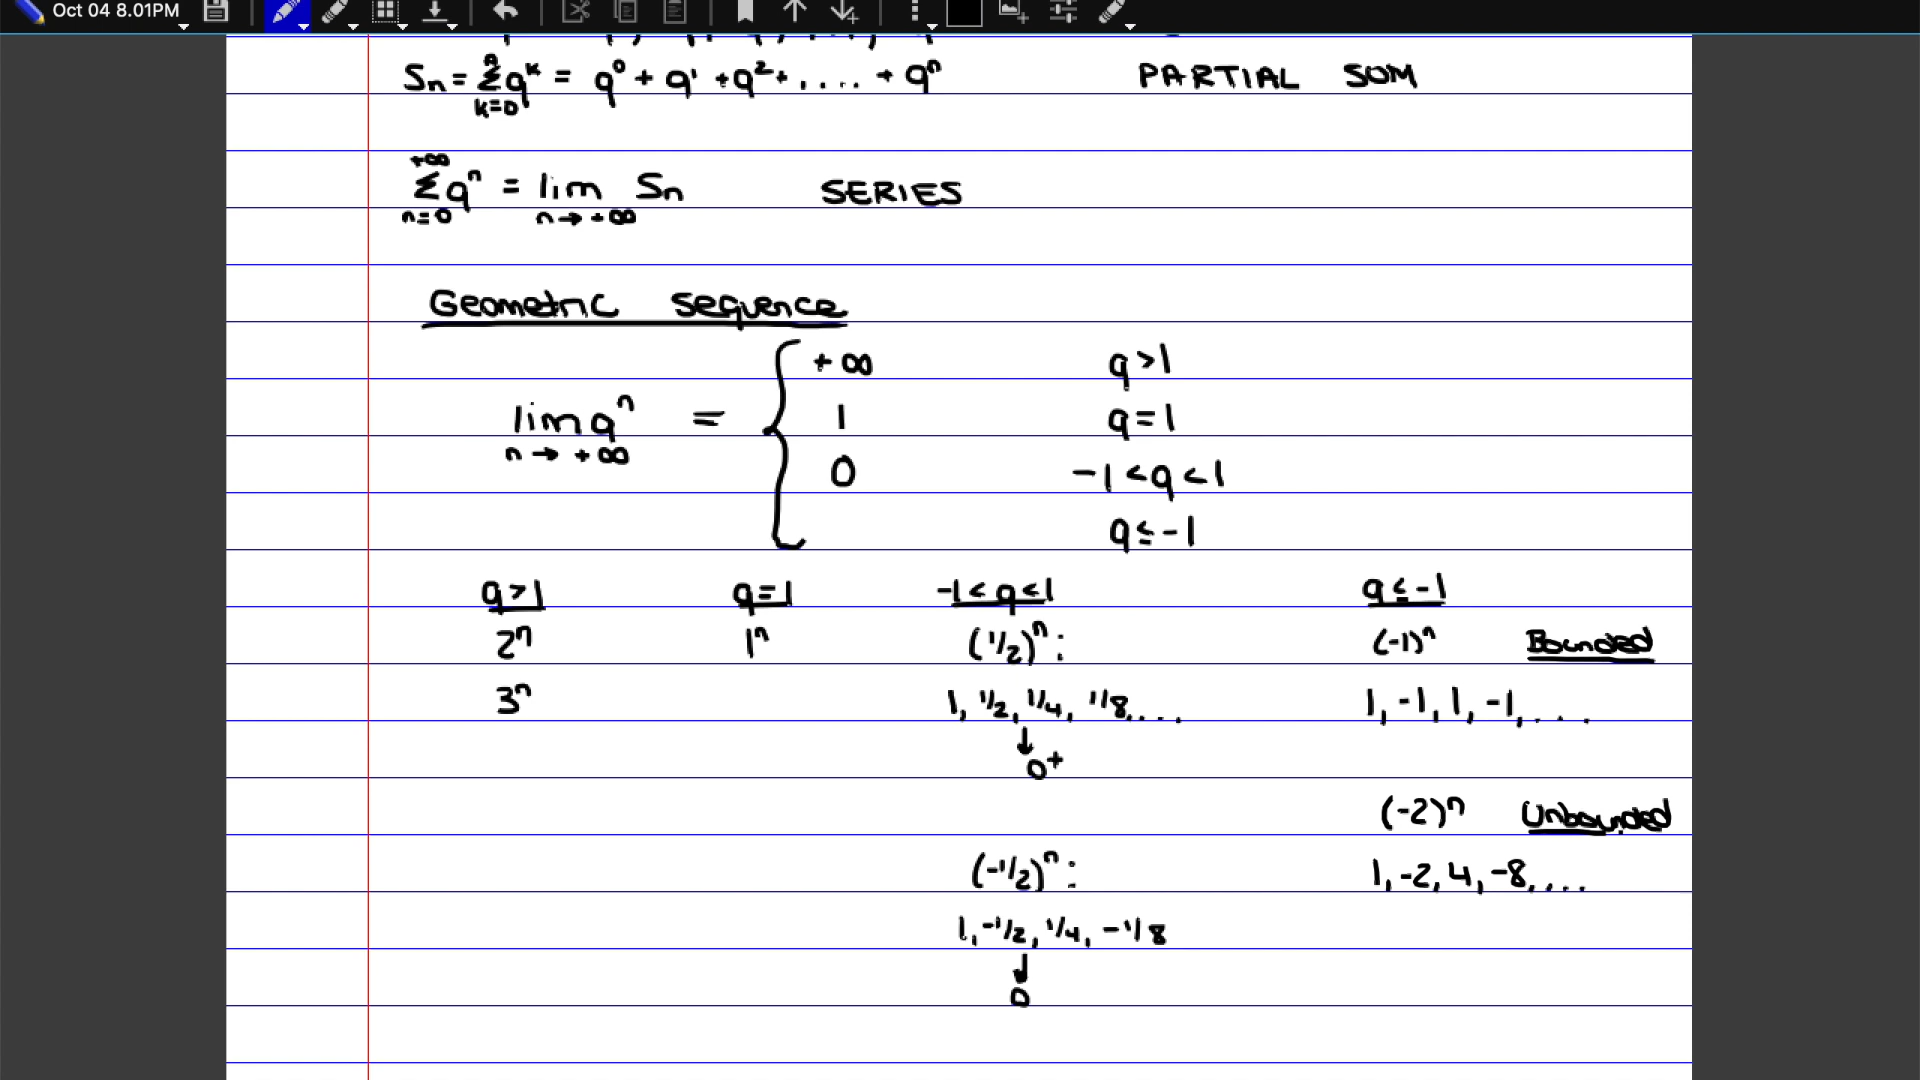 Oct 04 8.01PM
Sn = Σ q^k = q^0 + q^1 + q^2 + .... + q^n PARTIAL SUM
k=0
+∞
Σ q^n = lim Sn SERIES
n=0 n → +∞
Geometric Sequence
+∞ q > 1
lim q^n = 1 q = 1
n → +∞
0 -1 < q < 1
q ≤ -1
q > 1 q = 1 -1 < q < 1 q ≤ -1
2^n 1^n (1/2)^n : (-1)^n Bounded
3^n 1, 1/2, 1/4, 1/8, ... 1, -1, 1, -1, ....
↓
0+
(-2)^n Unbounded
(-1/2)^n : 1, -2, 4, -8, ....
1, -1/2, 1/4, -1/8
↓
0